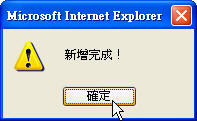 Microsoft Internet Explorer
新增完成！
確定